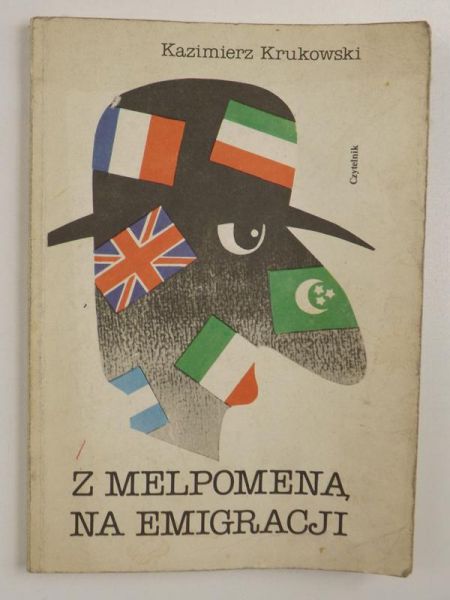 Kazimierz Krukowski
Czytelnik
Z MELPOMENĄ
NA EMIGRACJI